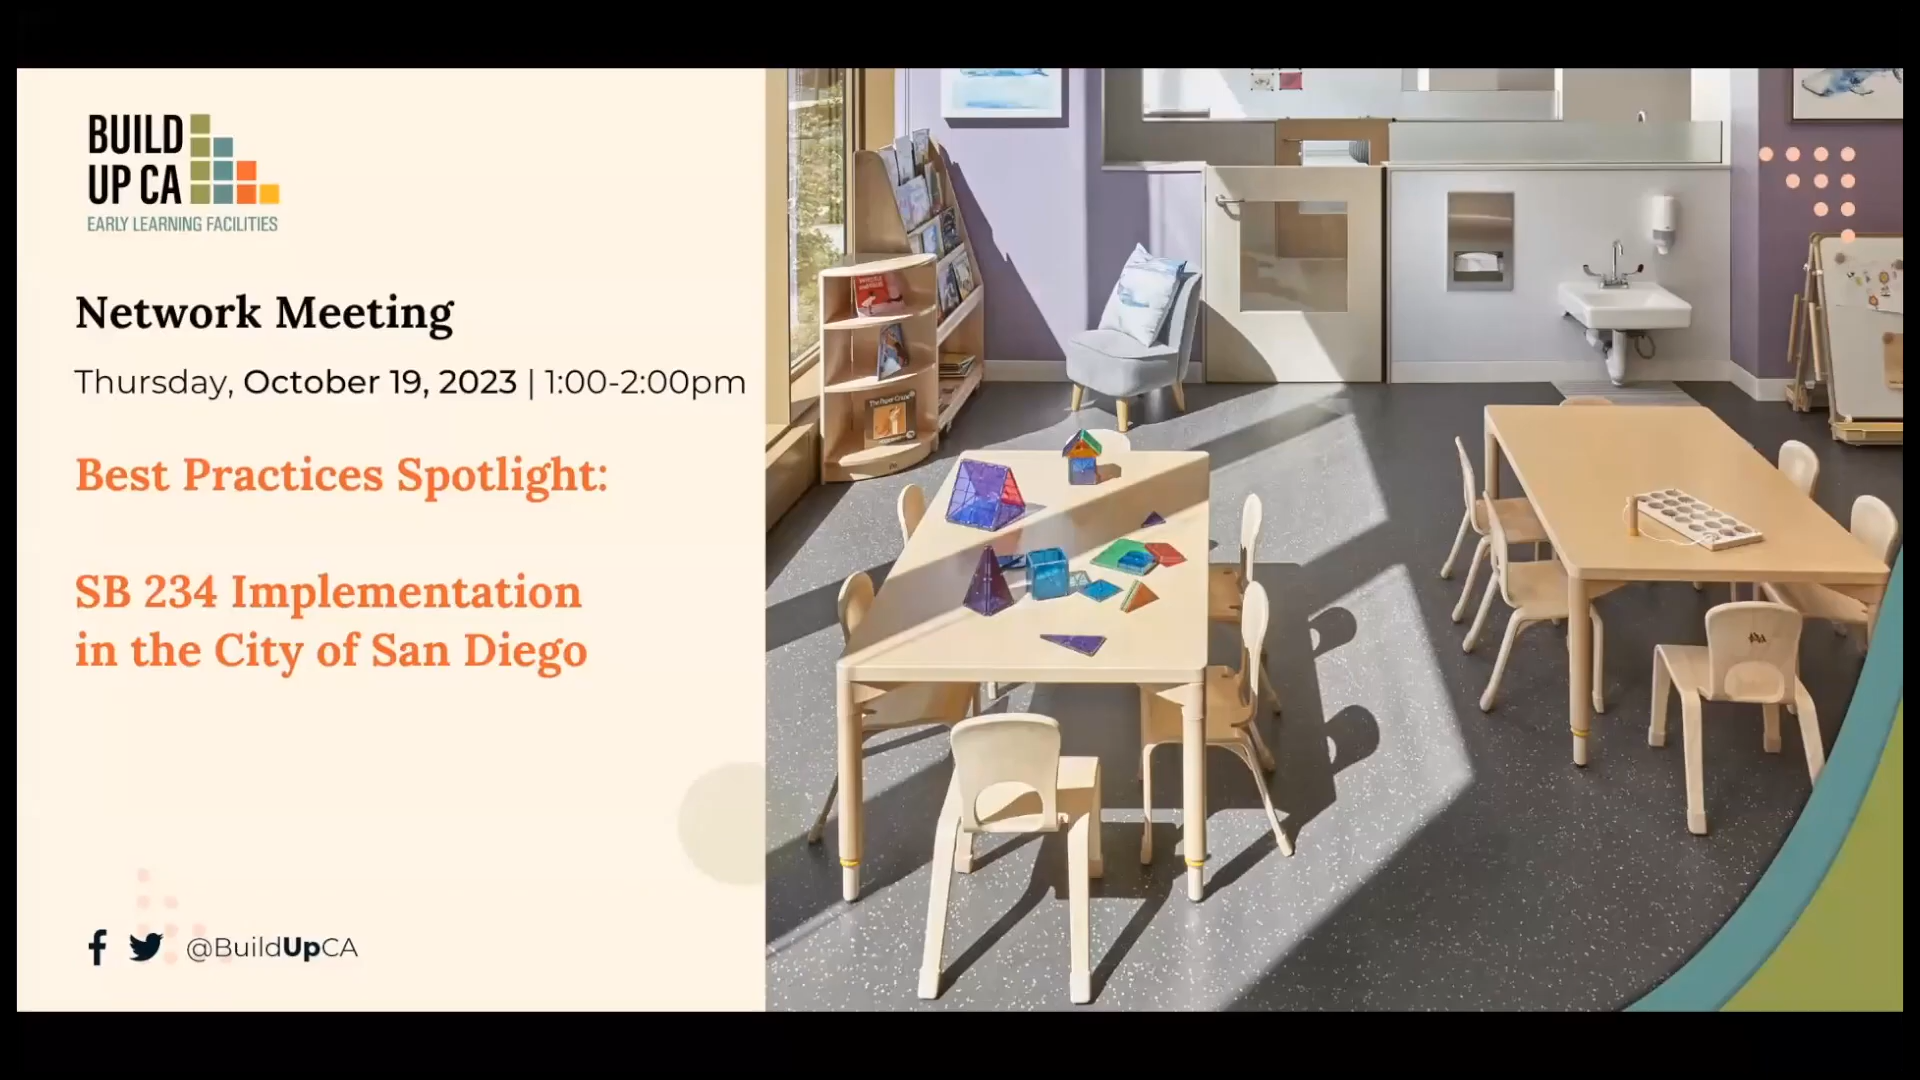 BUILD
UP CA
EARLY LEARNING FACILITIES
Network Meeting
Thursday, October 19, 2023 | 1:00-2:00pm
Best Practices Spotlight:
SB 234 Implementation
in the City of San Diego
@BuildUpCA